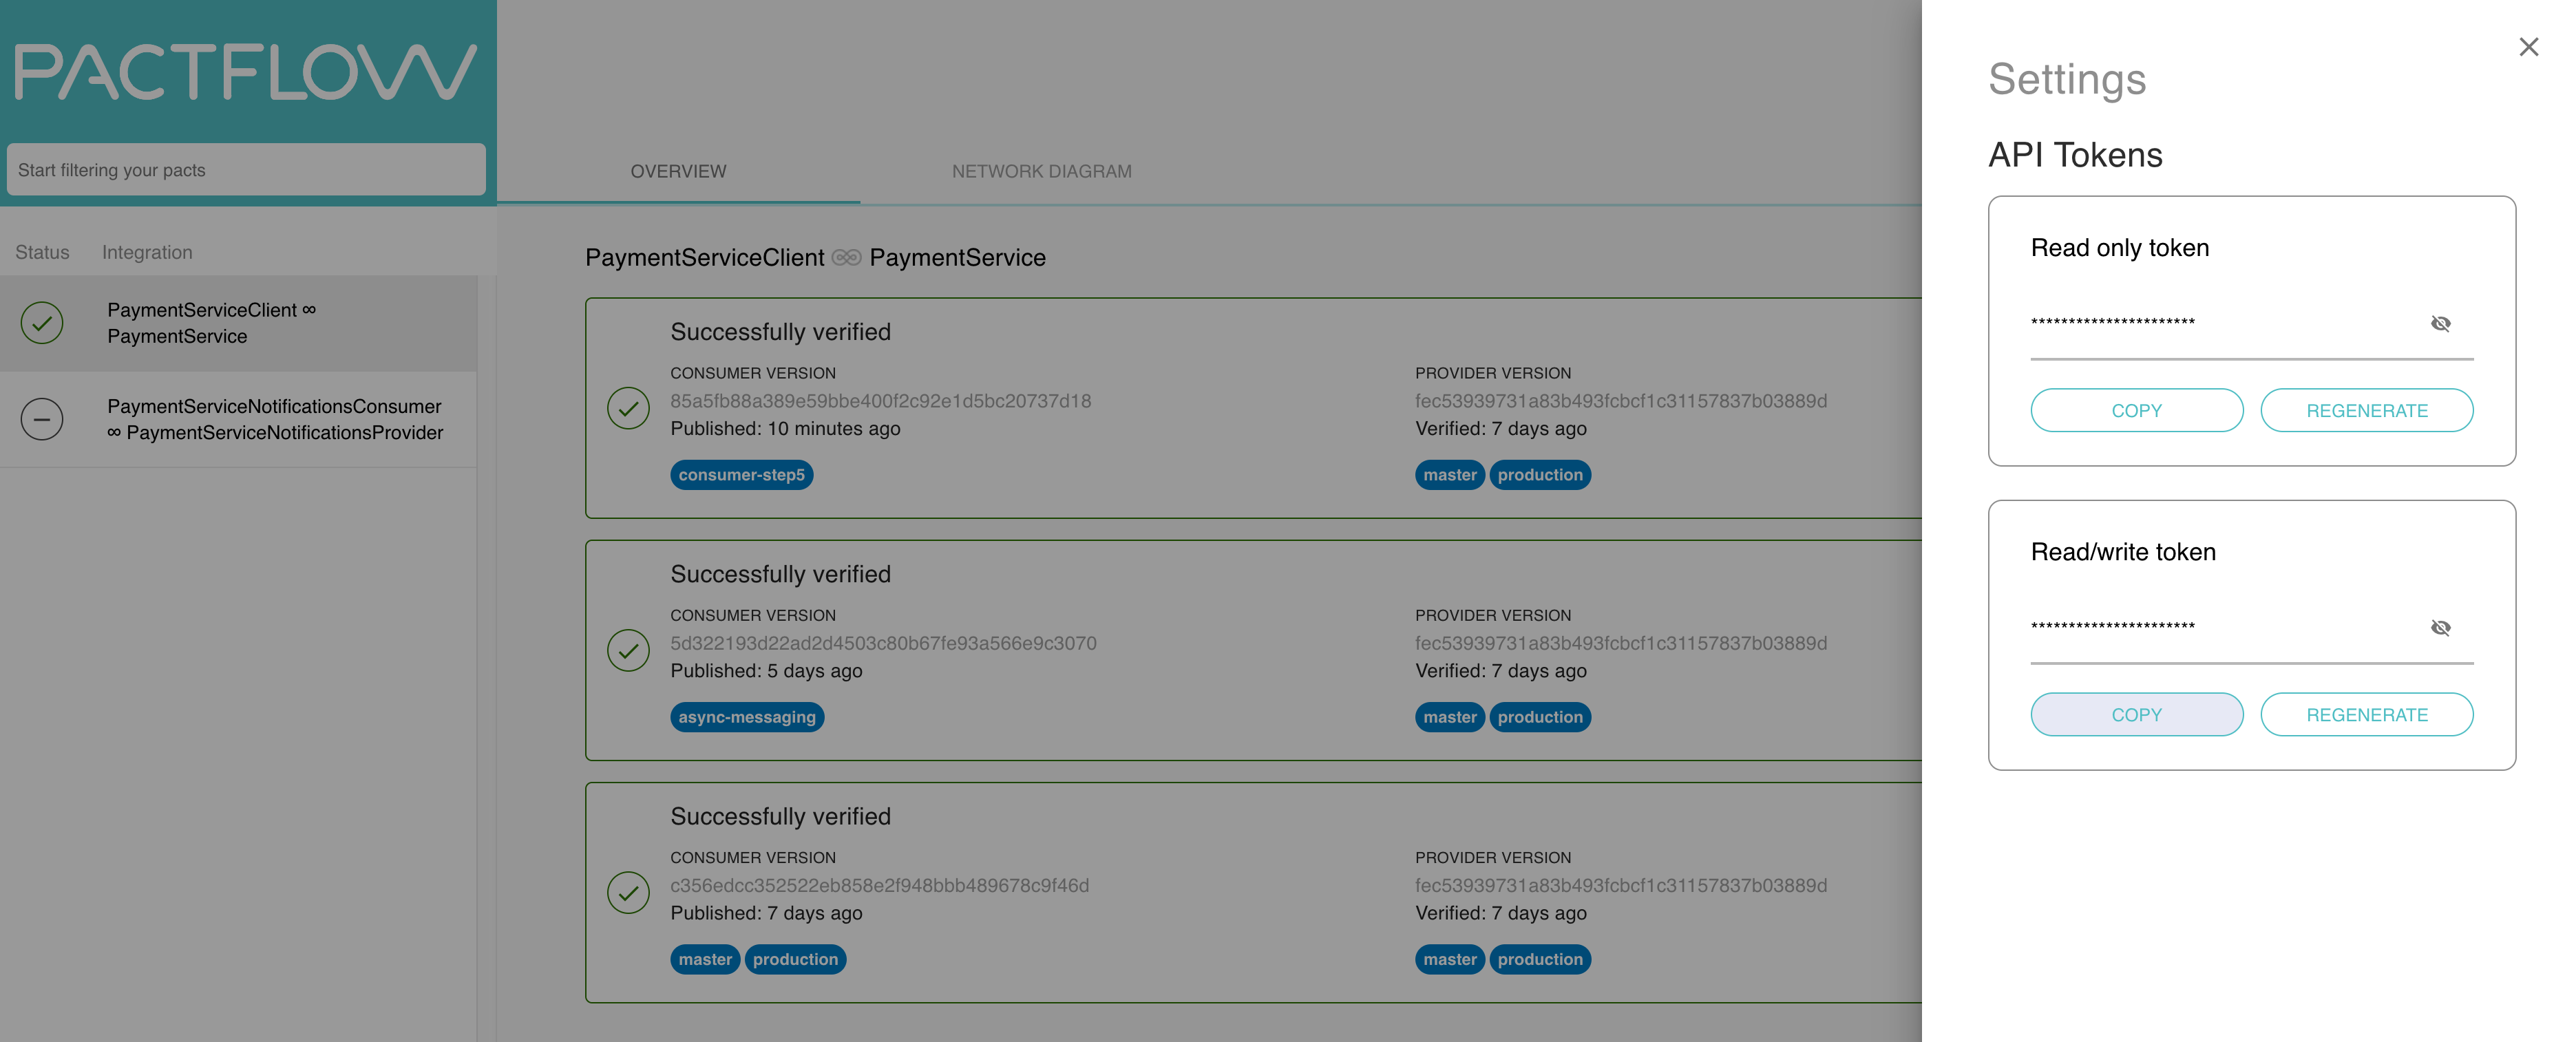 PACTFLOW
Start filtering your pacts
Status Integration
PaymentServiceClient ∞
PaymentService
PaymentServiceNotificationsConsumer
∞ PaymentServiceNotificationsProvider
OVERVIEW NETWORK DIAGRAM
PaymentServiceClient PaymentService
Successfully verified
CONSUMER VERSION PROVIDER VERSION
85a5fb88a389e59bbe400f2c92e1d5bc20737d18 fec53939731a83b493fcbcf1c31157837b03889d
Published: 10 minutes ago Verified: 7 days ago
consumer-step5 master production
Successfully verified
CONSUMER VERSION PROVIDER VERSION
5d322193d22ad2d4503c80b67fe93a566e9c3070 fec53939731a83b493fcbcf1c31157837b03889d
Published: 5 days ago Verified: 7 days ago
async-messaging master production
Successfully verified
CONSUMER VERSION PROVIDER VERSION
c356edcc352522eb858e2f948bbb489678c9f46d fec53939731a83b493fcbcf1c31157837b03889d
Published: 7 days ago Verified: 7 days ago
master production master production
Settings
API Tokens
Read only token
**********************
COPY REGENERATE
Read/write token
**********************
COPY REGENERATE